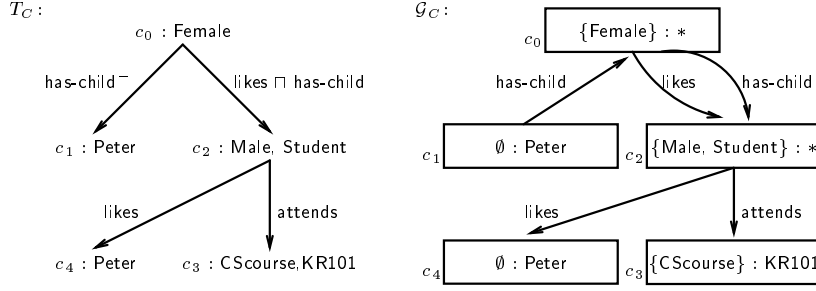 T_C :
c_0 : Female
has-child⁻
likes ⊓ has-child
c_1 : Peter
c_2 : Male, Student
likes
attends
c_4 : Peter
c_3 : CScourse,KR101
𝒢_C :
c_0
{Female} : *
has-child
likes
has-child
c_1
∅ : Peter
c_2
{Male, Student} : *
likes
attends
c_4
∅ : Peter
c_3
{CScourse} : KR101